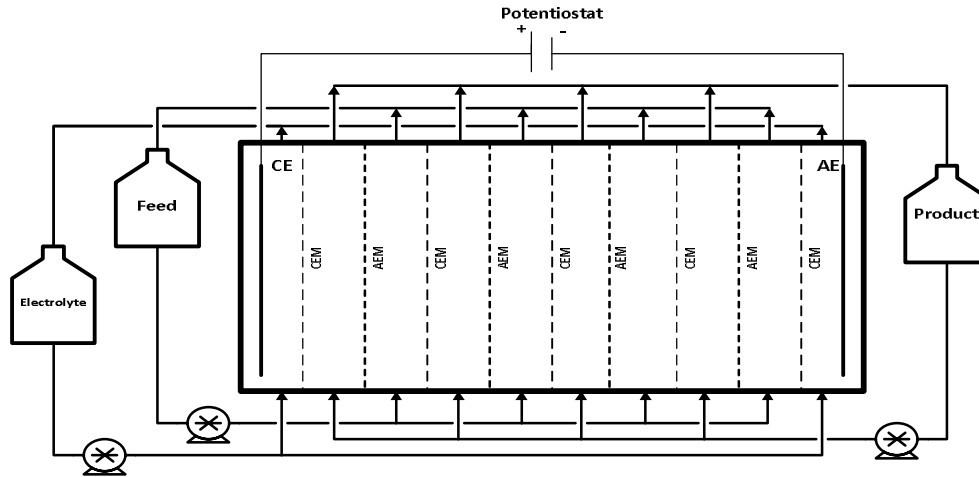 Potentiostat
+ -
CE
AE
Feed
Product
Electrolyte
CEM
AEM
CEM
AEM
CEM
AEM
CEM
AEM
CEM